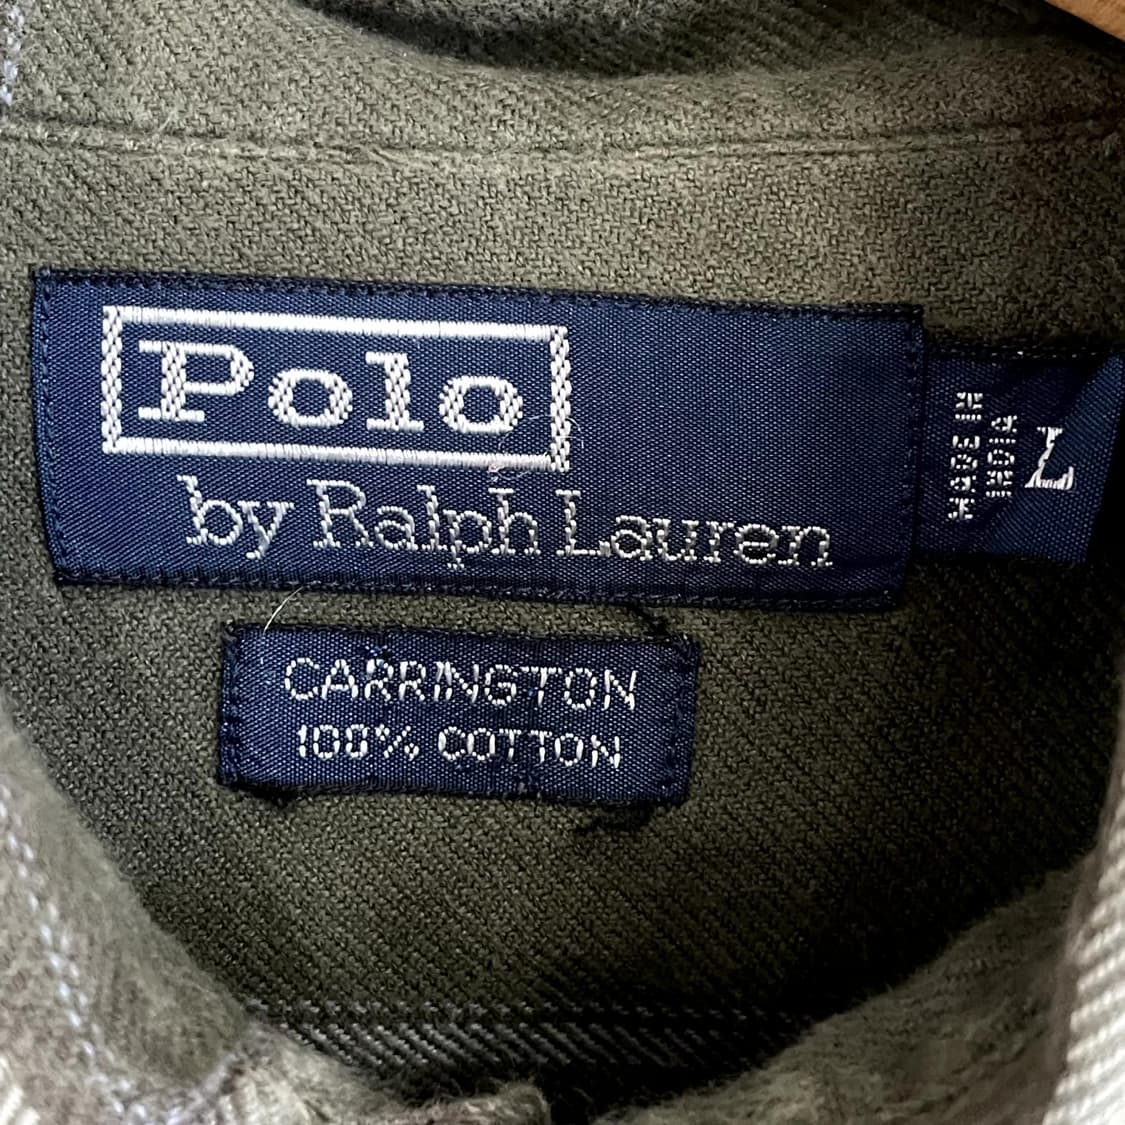 Polo
by Ralph Lauren
MADE IN
INDIA
L
CARRINGTON
100% COTTON